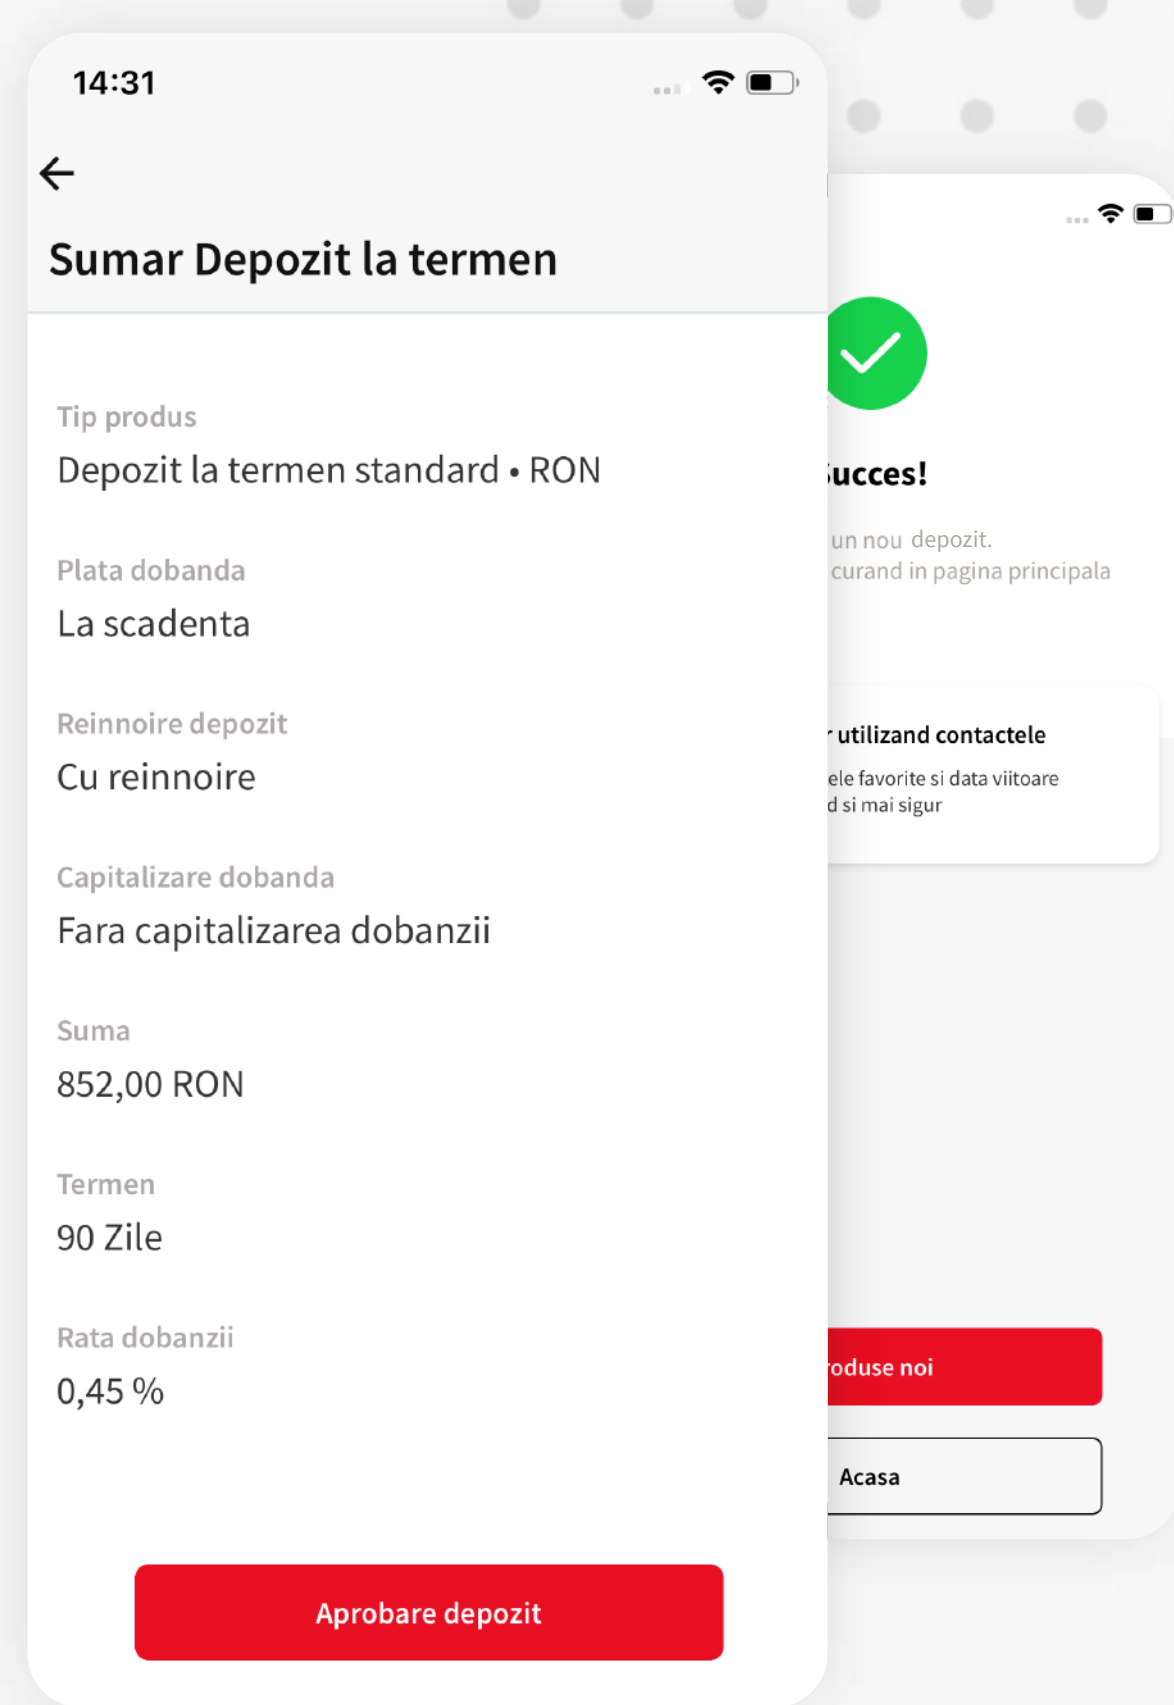 14:31
Sumar Depozit la termen
Tip produs
Depozit la termen standard • RON
Plata dobanda
La scadenta
Reinnoire depozit
Cu reinnoire
Capitalizare dobanda
Fara capitalizarea dobanzii
Suma
852,00 RON
Termen
90 Zile
Rata dobanzii
0,45 %
Aprobare depozit
ucces!
un nou depozit.
curand in pagina principala
utilizand contactele
ele favorite si data viitoare
d si mai sigur
oduse noi
Acasa